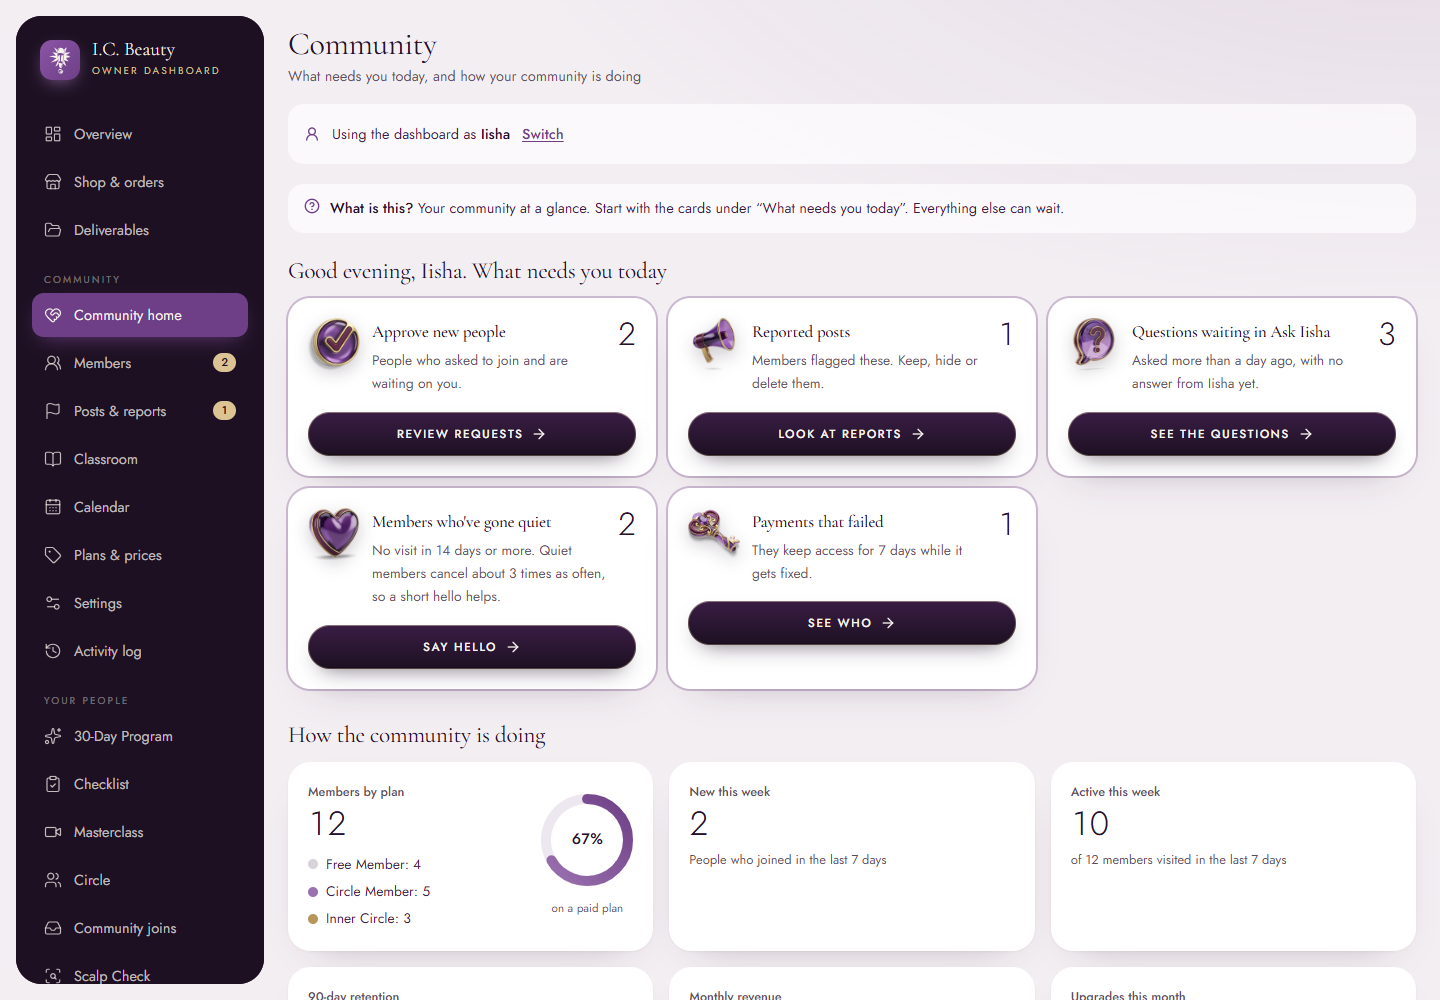 I.C. Beauty
OWNER DASHBOARD
Overview
Shop & orders
Deliverables
COMMUNITY
Community home
Members 2
Posts & reports 1
Classroom
Calendar
Plans & prices
Settings
Activity log
YOUR PEOPLE
30-Day Program
Checklist
Masterclass
Circle
Community joins
Scalp Check
Community
What needs you today, and how your community is doing
Using the dashboard as Iisha Switch
What is this? Your community at a glance. Start with the cards under “What needs you today”. Everything else can wait.
Good evening, Iisha. What needs you today
Approve new people 2
People who asked to join and are
waiting on you.
REVIEW REQUESTS →
Reported posts 1
Members flagged these. Keep, hide or
delete them.
LOOK AT REPORTS →
Questions waiting in Ask Iisha 3
Asked more than a day ago, with no
answer from Iisha yet.
SEE THE QUESTIONS →
Members who've gone quiet 2
No visit in 14 days or more. Quiet
members cancel about 3 times as often,
so a short hello helps.
SAY HELLO →
Payments that failed 1
They keep access for 7 days while it
gets fixed.
SEE WHO →
How the community is doing
Members by plan
12
Free Member: 4
Circle Member: 5
Inner Circle: 3
67%
on a paid plan
New this week
2
People who joined in the last 7 days
Active this week
10
of 12 members visited in the last 7 days
90-day retention
Monthly revenue
Upgrades this month